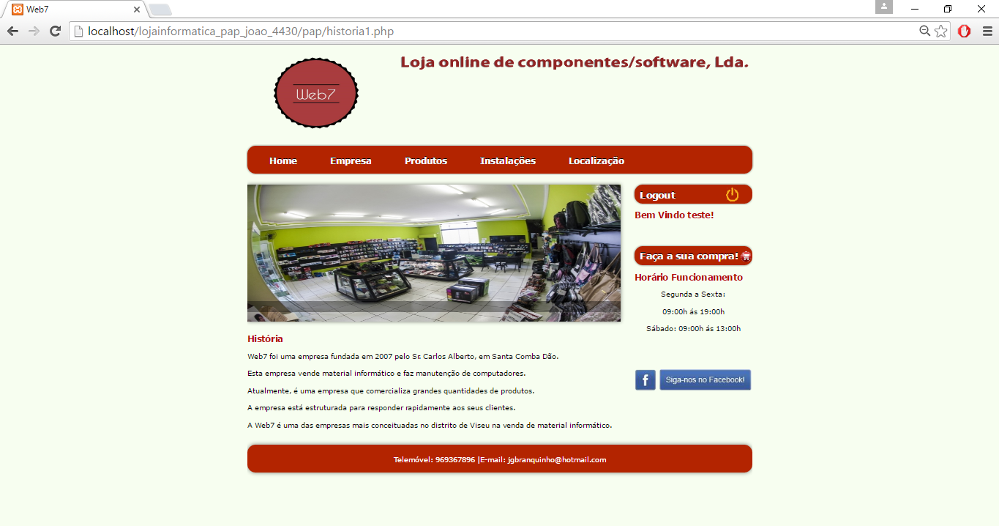 Web7
localhost/lojainformatica_pap_joao_4430/pap/historia1.php
Loja online de componentes/software, Lda.
Web7
Home Empresa Produtos Instalações Localização
Logout
Bem Vindo teste!
Faça a sua compra!
Horário Funcionamento
Segunda a Sexta:
09:00h ás 19:00h
Sábado: 09:00h ás 13:00h
f Siga-nos no Facebook!
História
Web7 foi uma empresa fundada em 2007 pelo Sr. Carlos Alberto, em Santa Comba Dão.
Esta empresa vende material informático e faz manutenção de computadores.
Atualmente, é uma empresa que comercializa grandes quantidades de produtos.
A empresa está estruturada para responder rapidamente aos seus clientes.
A Web7 é uma das empresas mais conceituadas no distrito de Viseu na venda de material informático.
Telemóvel: 969367896 |E-mail: jgbranquinho@hotmail.com